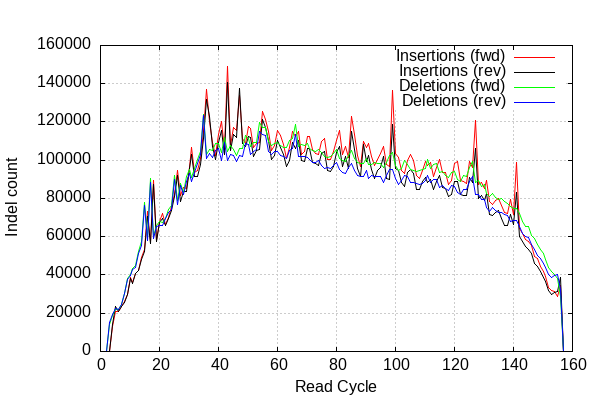 160000
140000
120000
100000
80000
60000
40000
20000
0
Indel count
Insertions (fwd)
Insertions (rev)
Deletions (fwd)
Deletions (rev)
0 20 40 60 80 100 120 140 160
Read Cycle